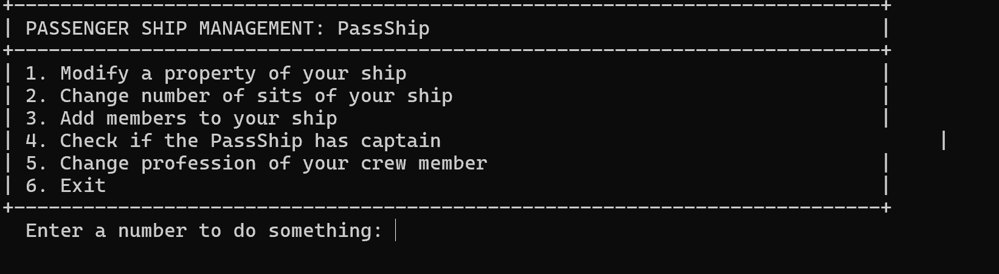 +---------------------------------------------------------------------------+
| PASSENGER SHIP MANAGEMENT: PassShip                                       |
+---------------------------------------------------------------------------+
| 1. Modify a property of your ship                                         |
| 2. Change number of sits of your ship                                     |
| 3. Add members to your ship                                               |
| 4. Check if the PassShip has captain                                           |
| 5. Change profession of your crew member                                  |
| 6. Exit                                                                   |
+---------------------------------------------------------------------------+
  Enter a number to do something: